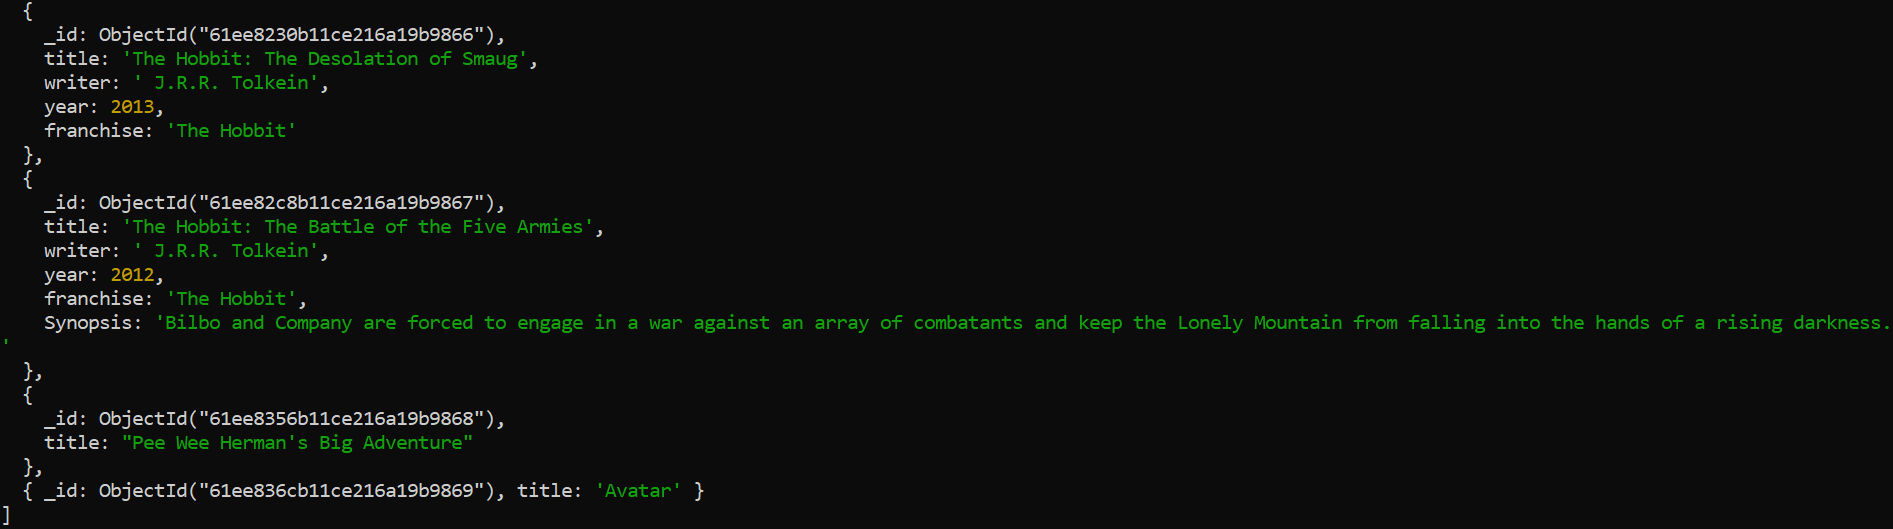 {
_id: ObjectId("61ee8230b11ce216a19b9866"),
title: 'The Hobbit: The Desolation of Smaug',
writer: ' J.R.R. Tolkein',
year: 2013,
franchise: 'The Hobbit'
},
{
_id: ObjectId("61ee82c8b11ce216a19b9867"),
title: 'The Hobbit: The Battle of the Five Armies',
writer: ' J.R.R. Tolkein',
year: 2012,
franchise: 'The Hobbit',
Synopsis: 'Bilbo and Company are forced to engage in a war against an array of combatants and keep the Lonely Mountain from falling into the hands of a rising darkness.
'
},
{
_id: ObjectId("61ee8356b11ce216a19b9868"),
title: "Pee Wee Herman's Big Adventure"
},
{ _id: ObjectId("61ee836cb11ce216a19b9869"), title: 'Avatar' }
]